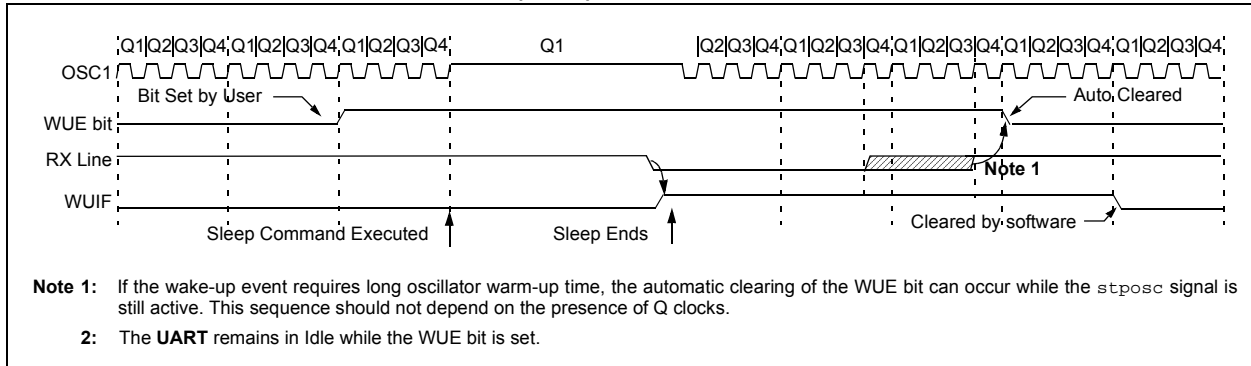 Q1|Q2|Q3|Q4|Q1|Q2|Q3|Q4|Q1|Q2|Q3|Q4 Q1 |Q2|Q3|Q4|Q1|Q2|Q3|Q4|Q1|Q2|Q3|Q4|Q1|Q2|Q3|Q4|Q1|Q2|Q3|Q4
OSC1
Bit Set by User Auto Cleared
WUE bit
RX Line
Note 1
WUIF
Cleared by software
Sleep Command Executed Sleep Ends
Note 1: If the wake-up event requires long oscillator warm-up time, the automatic clearing of the WUE bit can occur while the stposc signal is
still active. This sequence should not depend on the presence of Q clocks.
2: The UART remains in Idle while the WUE bit is set.